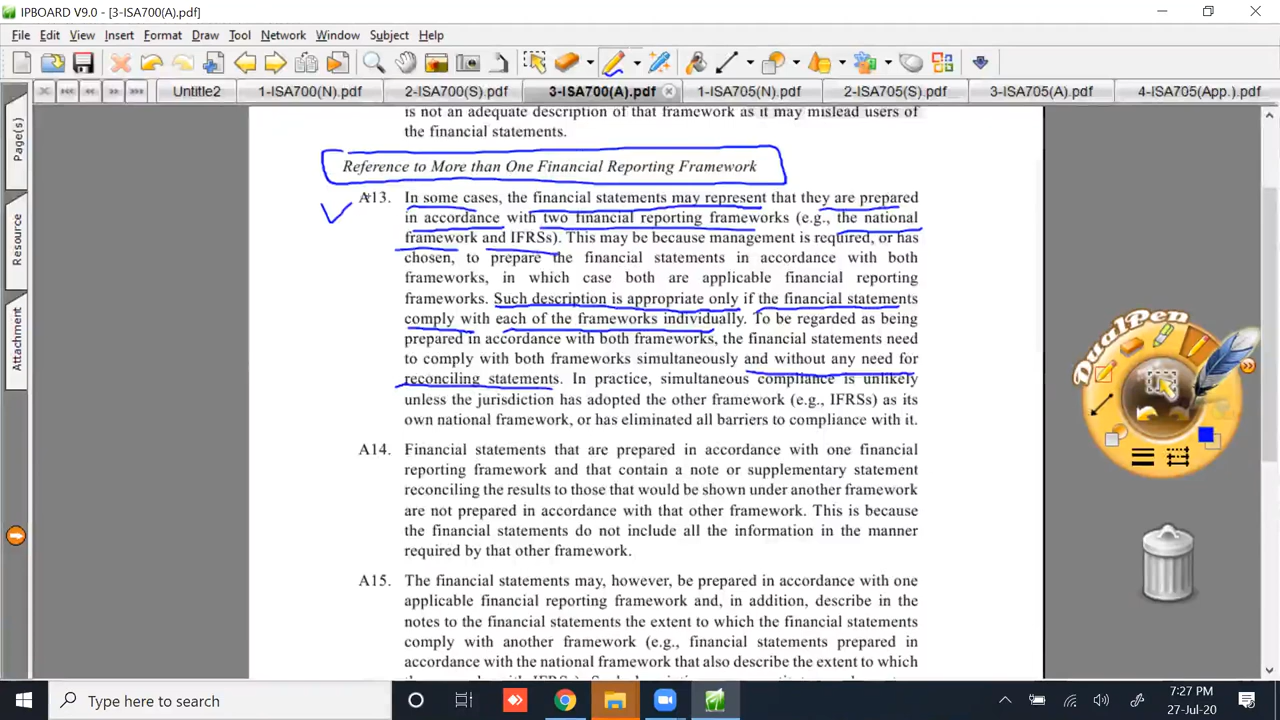 IPBOARD V9.0 - [3-ISA700(A).pdf]
File Edit View Insert Format Draw Tool Network Window Subject Help
Untitle2 1-ISA700(N).pdf 2-ISA700(S).pdf 3-ISA700(A).pdf 1-ISA705(N).pdf 2-ISA705(S).pdf 3-ISA705(A).pdf 4-ISA705(App.).pdf
Page(s)
Resource
Attachment
is not an adequate description of that framework as it may mislead users of
the financial statements.
Reference to More than One Financial Reporting Framework
A13. In some cases, the financial statements may represent that they are prepared
in accordance with two financial reporting frameworks (e.g., the national
framework and IFRSs). This may be because management is required, or has
chosen, to prepare the financial statements in accordance with both
frameworks, in which case both are applicable financial reporting
frameworks. Such description is appropriate only if the financial statements
comply with each of the frameworks individually. To be regarded as being
prepared in accordance with both frameworks, the financial statements need
to comply with both frameworks simultaneously and without any need for
reconciling statements. In practice, simultaneous compliance is unlikely
unless the jurisdiction has adopted the other framework (e.g., IFRSs) as its
own national framework, or has eliminated all barriers to compliance with it.
A14. Financial statements that are prepared in accordance with one financial
reporting framework and that contain a note or supplementary statement
reconciling the results to those that would be shown under another framework
are not prepared in accordance with that other framework. This is because
the financial statements do not include all the information in the manner
required by that other framework.
A15. The financial statements may, however, be prepared in accordance with one
applicable financial reporting framework and, in addition, describe in the
notes to the financial statements the extent to which the financial statements
comply with another framework (e.g., financial statements prepared in
accordance with the national framework that also describe the extent to which
DualPen
Type here to search
7:27 PM
27-Jul-20